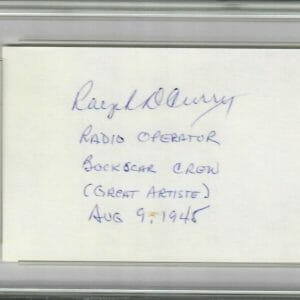 Ralph D Curry
RADIO OPERATOR
BOCKSCAR CREW
(GREAT ARTISTE)
AUG 9, 1945